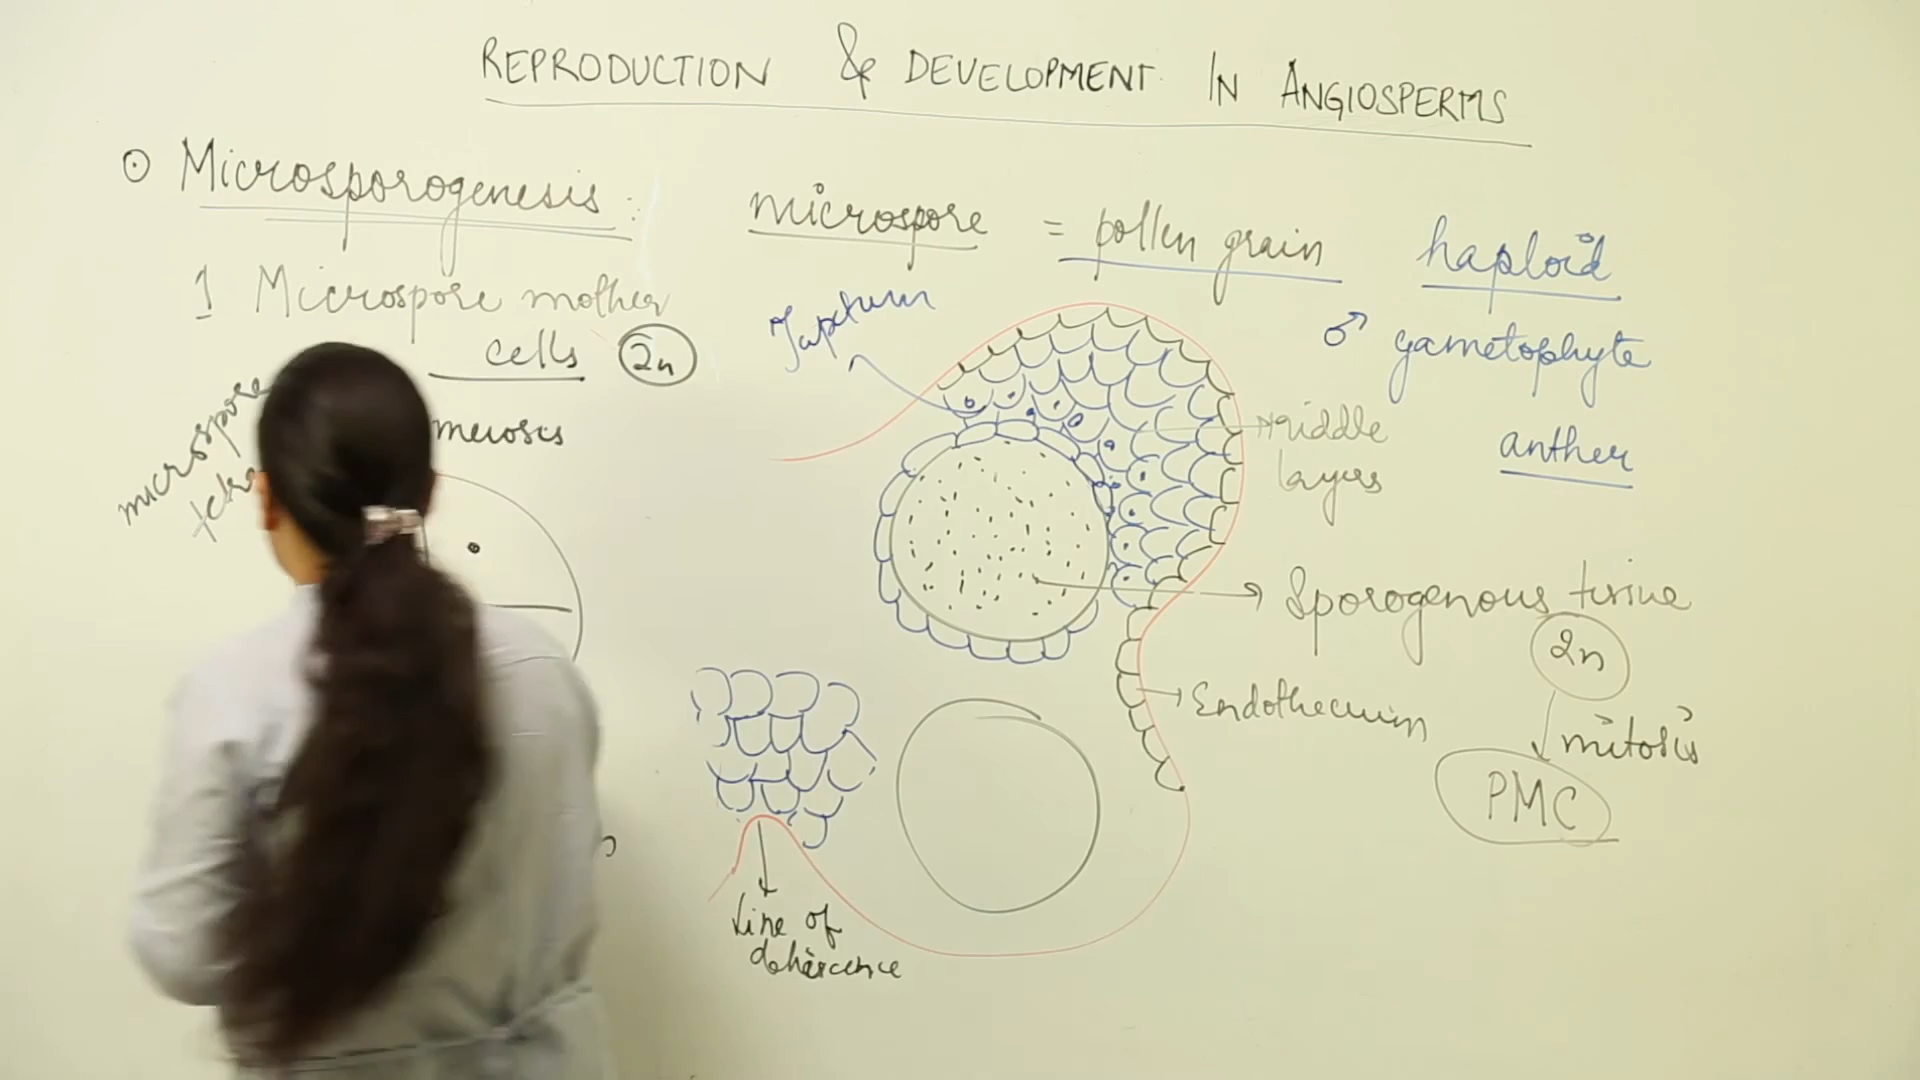 REPRODUCTION & DEVELOPMENT IN ANGIOSPERMS
Microsporogenesis :
1 Microspore mother
cells 2n
meiosis
microspore
microspore = pollen grain
haploid
♂ gametophyte
anther
Tapetum
Middle
layers
Sporogenous tissue
2n
mitosis
PMC
Endothecium
Line of
dehiscence